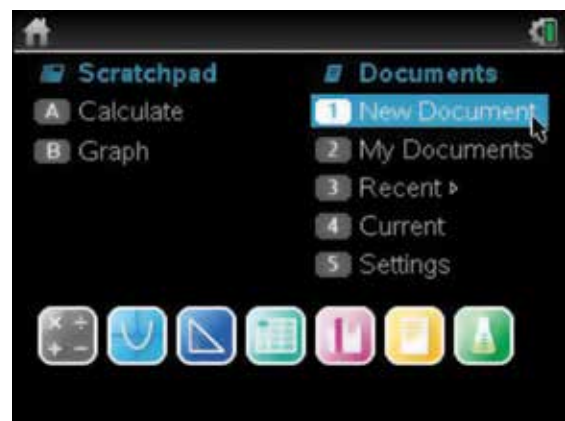 Scratchpad
A Calculate
B Graph
Documents
1 New Document
2 My Documents
3 Recent ▸
4 Current
5 Settings